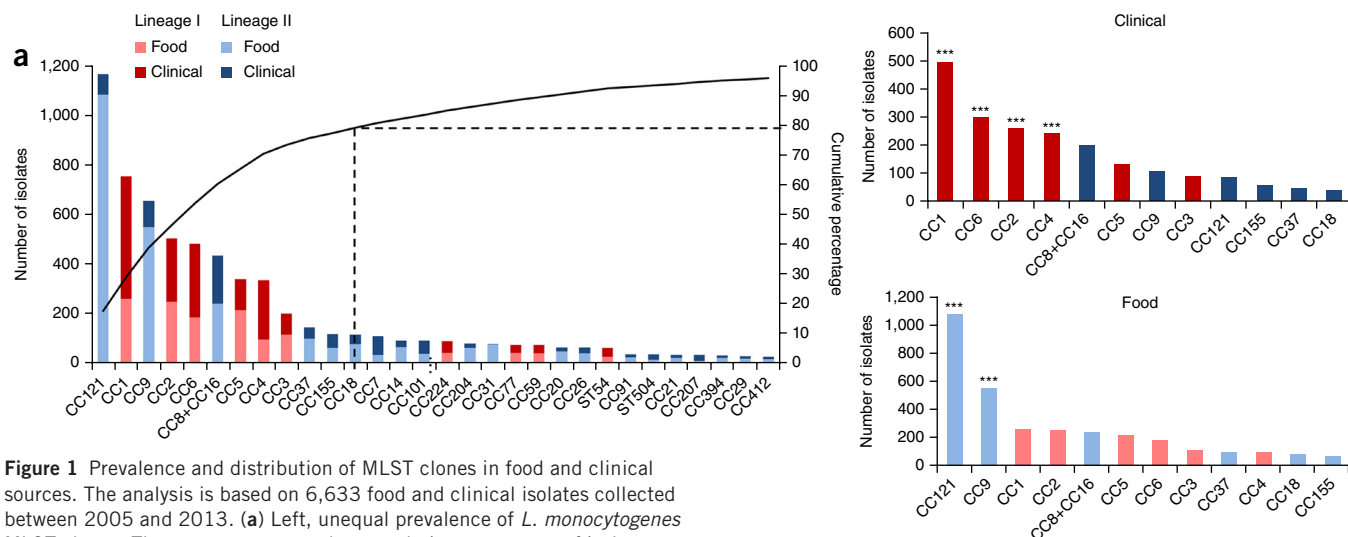 a
Lineage I Lineage II
Food Food
Clinical Clinical
Number of isolates
1,200
1,000
800
600
400
200
0
100
90
80
70
60
50
40
30
20
10
0
Cumulative percentage
CC121 CC1 CC9 CC2 CC6 CC8+CC16 CC5 CC4 CC3 CC37 CC155 CC18 CC7 CC14 CC101 CC224 CC204 CC31 CC77 CC59 CC20 CC26 ST54 CC91 ST504 CC21 CC207 CC394 CC29 CC412
Clinical
Number of isolates
600
500
400
300
200
100
0
*** *** *** ***
CC1 CC6 CC2 CC4 CC8+CC16 CC5 CC9 CC3 CC121 CC155 CC37 CC18
Food
Number of isolates
1,200
1,000
800
600
400
200
0
*** ***
CC121 CC9 CC1 CC2 CC8+CC16 CC5 CC6 CC3 CC37 CC4 CC18 CC155
Figure 1 Prevalence and distribution of MLST clones in food and clinical
sources. The analysis is based on 6,633 food and clinical isolates collected
between 2005 and 2013. (a) Left, unequal prevalence of L. monocytogenes